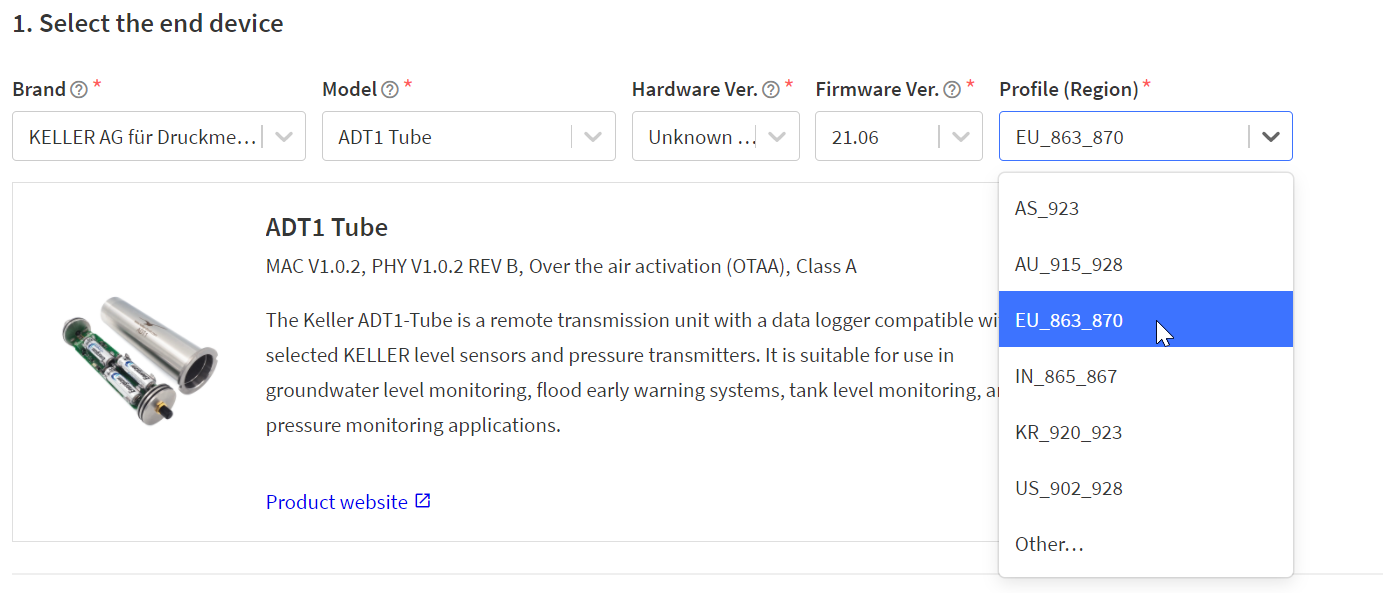 1. Select the end device
Brand * Model * Hardware Ver. * Firmware Ver. * Profile (Region) *
KELLER AG für Druckme... ADT1 Tube Unknown ... 21.06 EU_863_870
ADT1 Tube
MAC V1.0.2, PHY V1.0.2 REV B, Over the air activation (OTAA), Class A
The Keller ADT1-Tube is a remote transmission unit with a data logger compatible wi
selected KELLER level sensors and pressure transmitters. It is suitable for use in
groundwater level monitoring, flood early warning systems, tank level monitoring, a
pressure monitoring applications.
Product website
AS_923
AU_915_928
EU_863_870
IN_865_867
KR_920_923
US_902_928
Other...